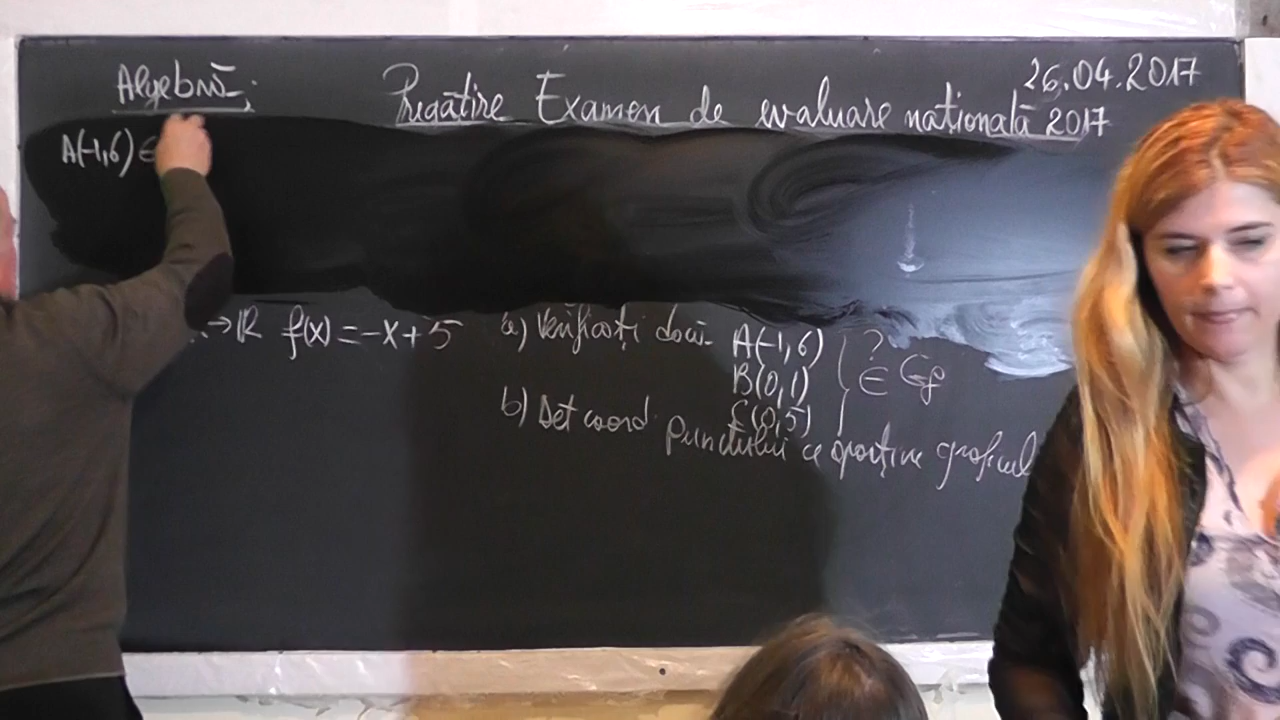 Algebră:
Pregătire Examen de evaluare națională 2017
26.04.2017
A(-1,6) ∈
→ ℝ f(x) = -x + 5
a) Verificați dacă A(-1,6)
B(0,1)
C(0,5)
? ∈ Gf
b) Det coord. punctului ce aparține graficul